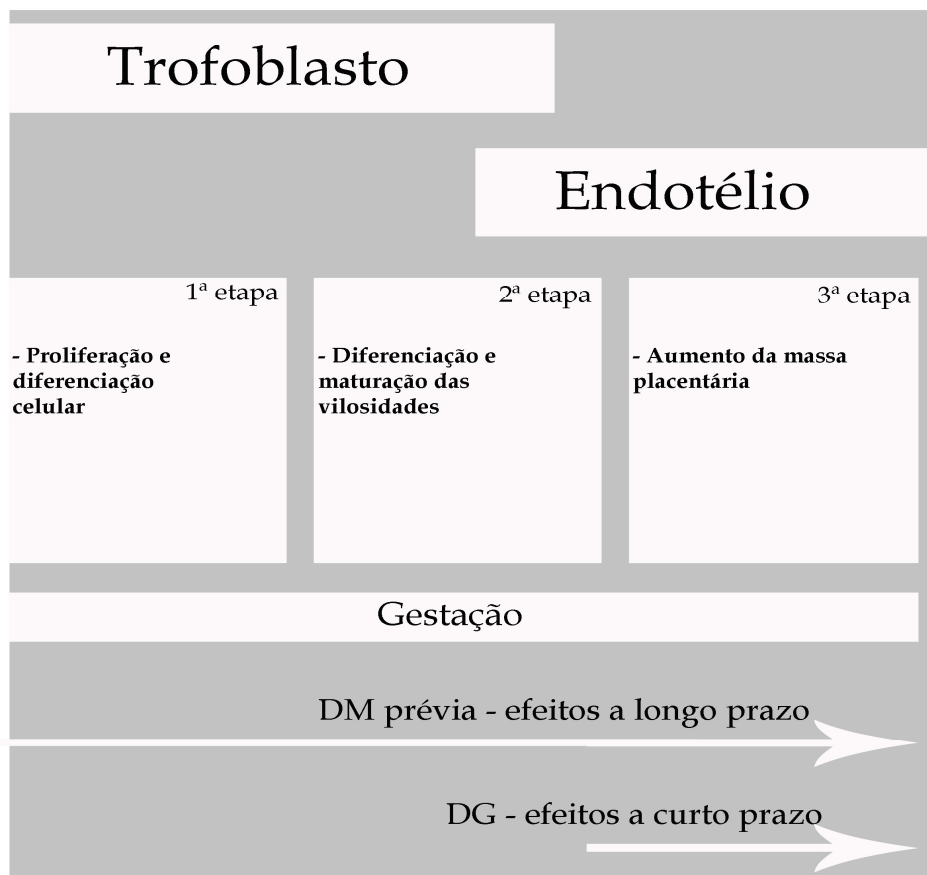 Trofoblasto
Endotélio
1ª etapa
- Proliferação e
diferenciação
celular
2ª etapa
- Diferenciação e
maturação das
vilosidades
3ª etapa
- Aumento da massa
placentária
Gestação
DM prévia - efeitos a longo prazo
DG - efeitos a curto prazo